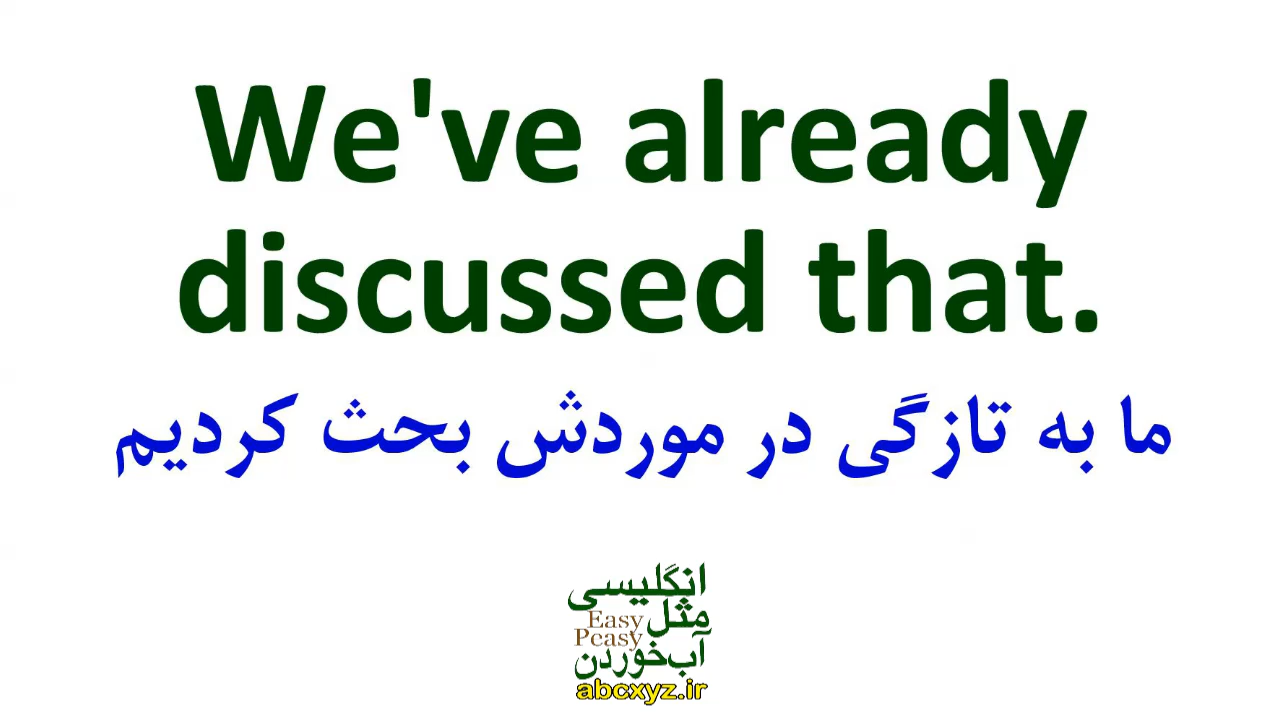 We've already
discussed that.
ما به تازگی در موردش بحث کردیم
انگلیسی
مثل
Easy
Peasy
آب‌خوردن
abcxyz.ir